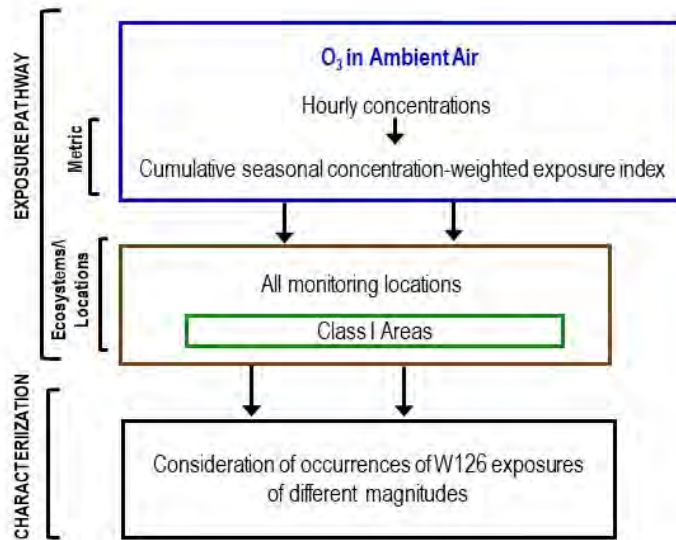 EXPOSURE PATHWAY
Metric
O₃ in Ambient Air
Hourly concentrations
Cumulative seasonal concentration-weighted exposure index
Ecosystems/\
Locations
All monitoring locations
Class I Areas
CHARACTERIIZATION
Consideration of occurrences of W126 exposures
of different magnitudes